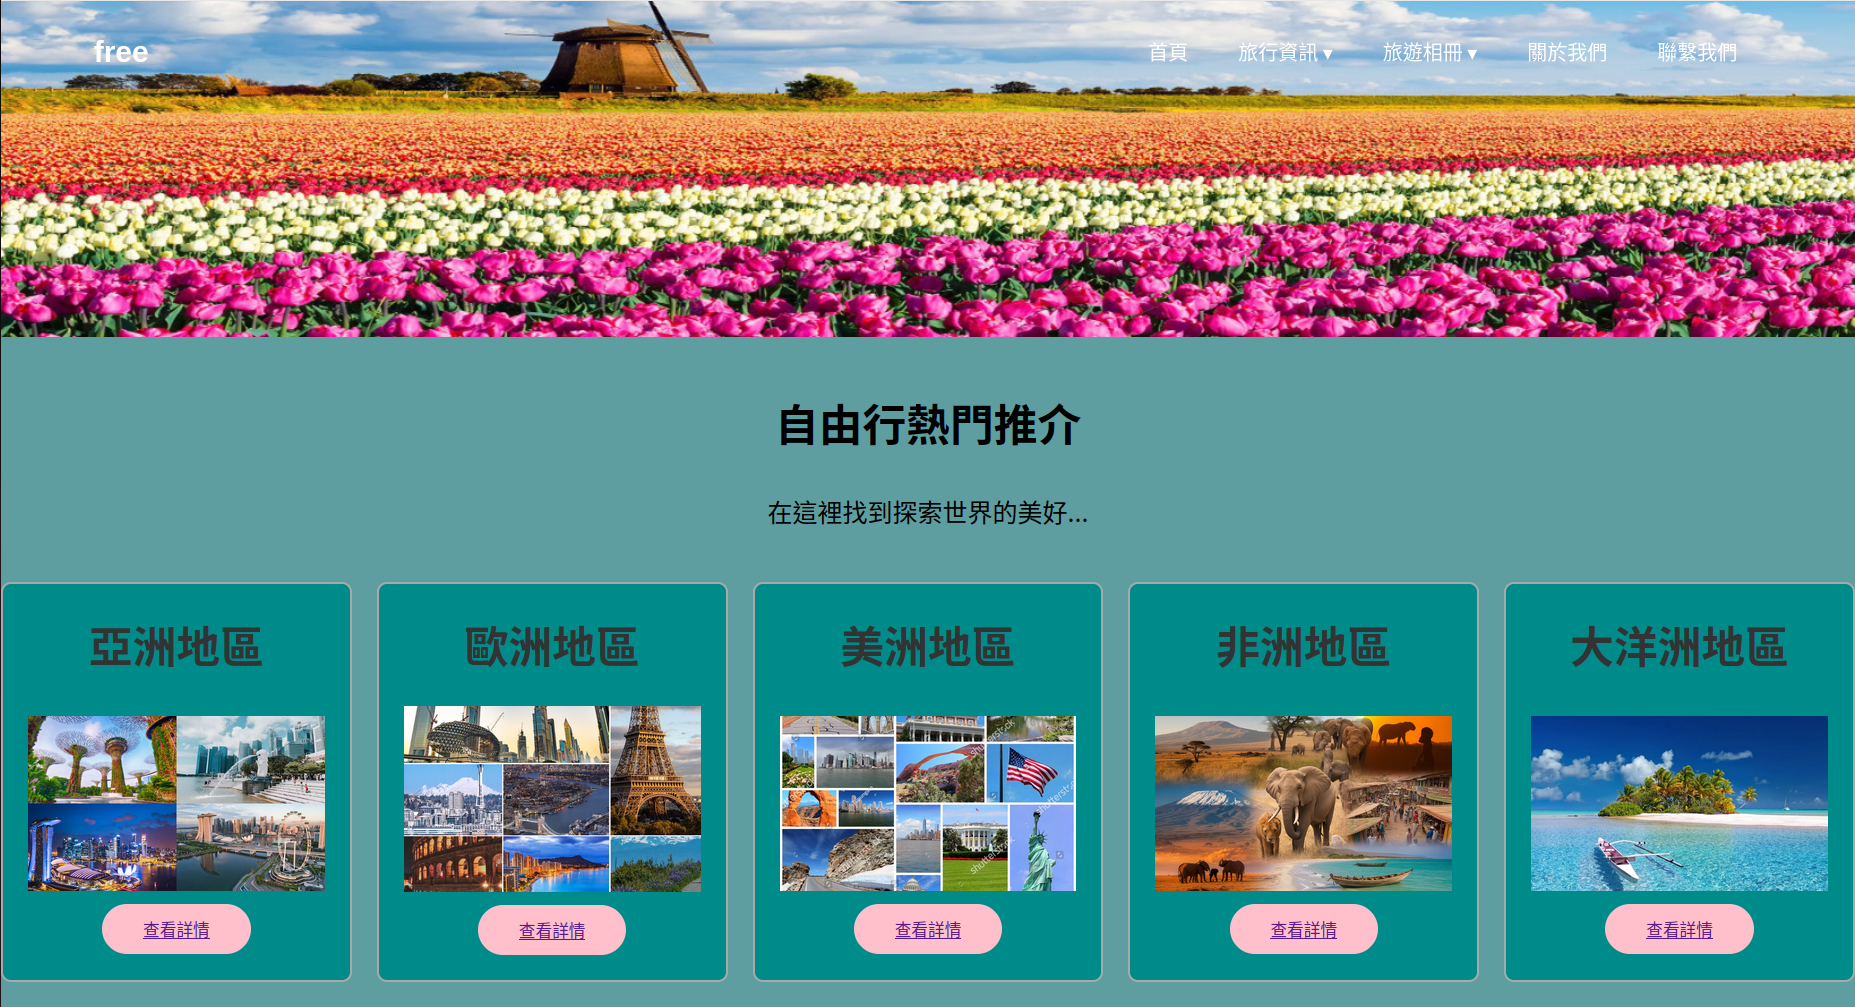 free
首頁 旅行資訊 ▾ 旅遊相冊 ▾ 關於我們 聯繫我們
自由行熱門推介
在這裡找到探索世界的美好...
亞洲地區 歐洲地區 美洲地區 非洲地區 大洋洲地區
shutterstock
shutterstock
查看詳情 查看詳情 查看詳情 查看詳情 查看詳情